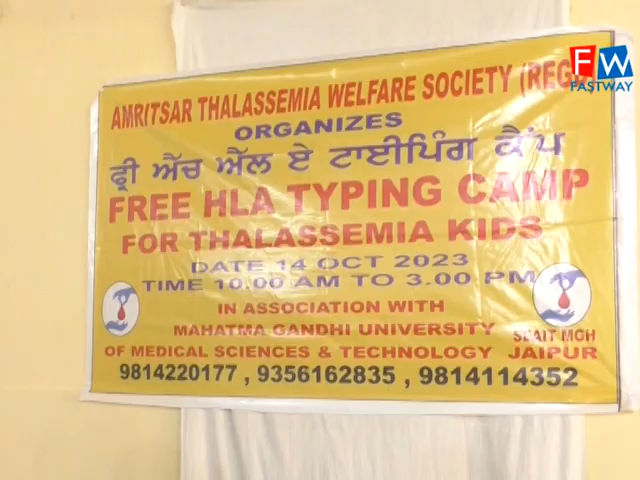 FW
FASTWAY
AMRITSAR THALASSEMIA WELFARE SOCIETY
ORGANIZES
ਫ੍ਰੀ ਐੱਚ ਐੱਲ ਏ ਟਾਈਪਿੰਗ ਕੈਂਪ
FREE HLA TYPING CAMP
FOR THALASSEMIA KIDS
DATE 14 OCT 2023
TIME 10.00 AM TO 3.00 PM
IN ASSOCIATION WITH
MAHATMA GANDHI UNIVERSITY
MGH
OF MEDICAL SCIENCES & TECHNOLOGY JAIPUR
9814220177 , 9356162835 , 9814114352